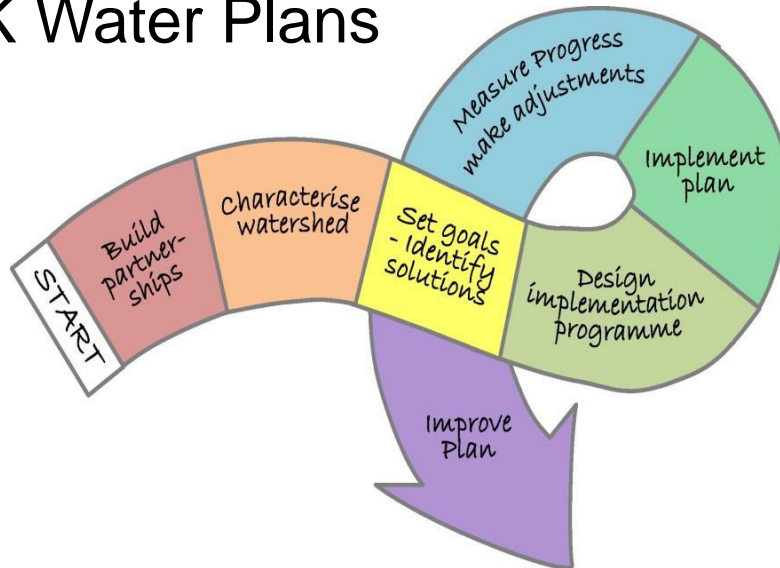 K Water Plans
START
Build
partner-
ships
Characterise
watershed
Set goals
- Identify
solutions
Design
implementation
programme
Implement
plan
Measure Progress
make adjustments
Improve
Plan